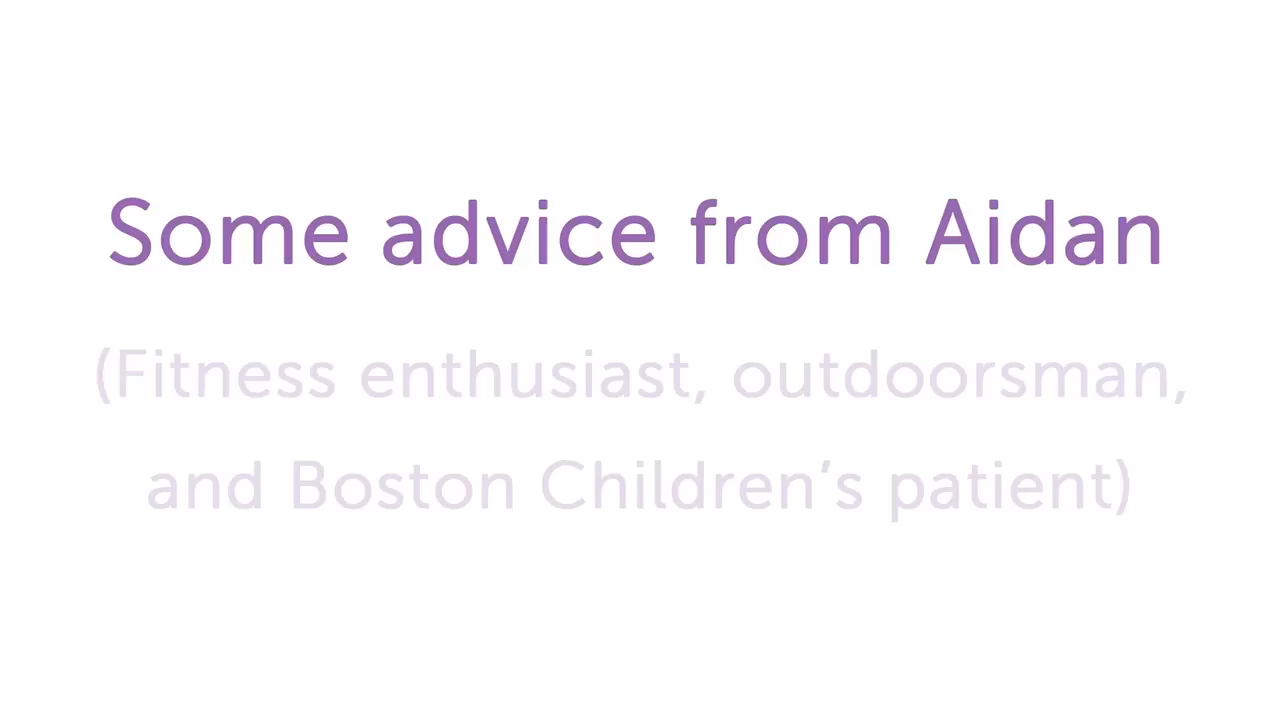 Some advice from Aidan
(Fitness enthusiast, outdoorsman,
and Boston Children’s patient)